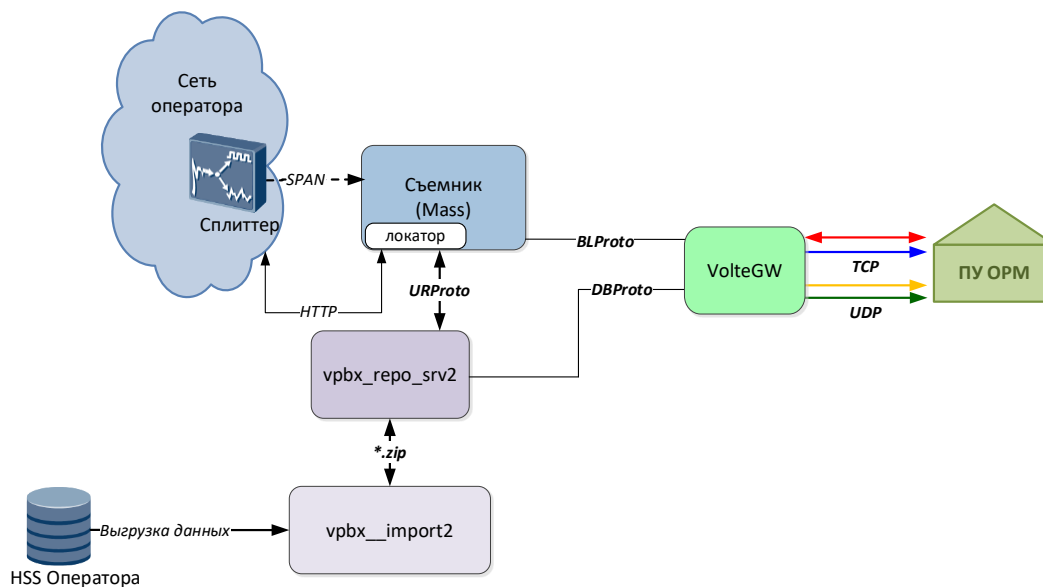 Сеть
оператора
Сплиттер
SPAN
Съемник
(Mass)
локатор
HTTP
URProto
BLProto
DBProto
VolteGW
TCP
UDP
ПУ ОРМ
vpbx_repo_srv2
*.zip
vpbx__import2
Выгрузка данных
HSS Оператора